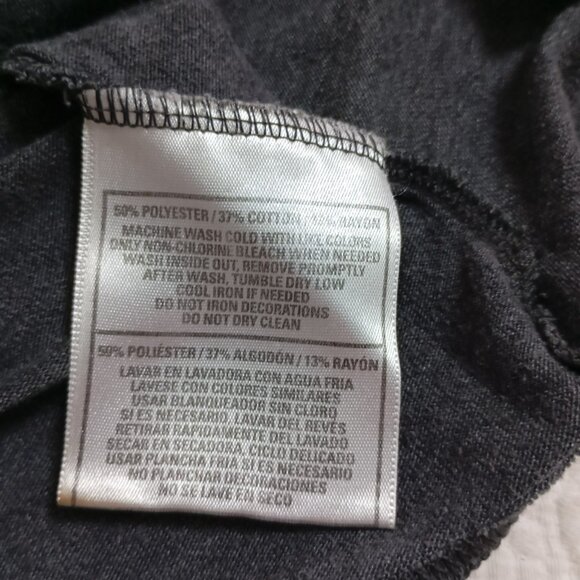 50% POLYESTER / 37% COTTON / 13% RAYON
MACHINE WASH COLD WITH LIKE COLORS
ONLY NON-CHLORINE BLEACH WHEN NEEDED
WASH INSIDE OUT, REMOVE PROMPTLY
AFTER WASH, TUMBLE DRY LOW
COOL IRON IF NEEDED
DO NOT IRON DECORATIONS
DO NOT DRY CLEAN
50% POLIÉSTER / 37% ALGODÓN / 13% RAYÓN
LAVAR EN LAVADORA CON AGUA FRIA
LAVESE CON COLORES SIMILARES
USAR BLANQUEADOR SIN CLORO
SI ES NECESARIO, LAVAR DEL REVÉS
RETIRAR RAPIDAMENTE DEL LAVADO
SECAR EN SECADORA, CICLO DELICADO
USAR PLANCHA FRIA SI ES NECESARIO
NO PLANCHAR DECORACIONES
NO SE LAVE EN SECO